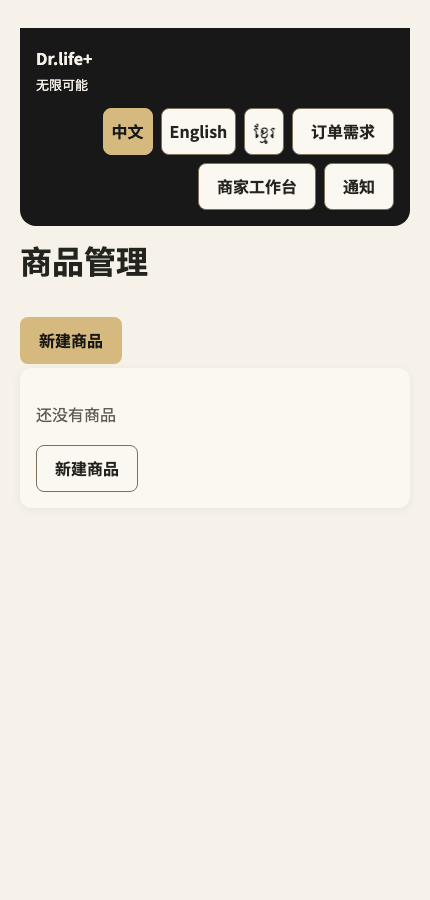 Dr.life+
无限可能
中文 English ខ្មែរ 订单需求
商家工作台 通知
商品管理
新建商品
还没有商品
新建商品